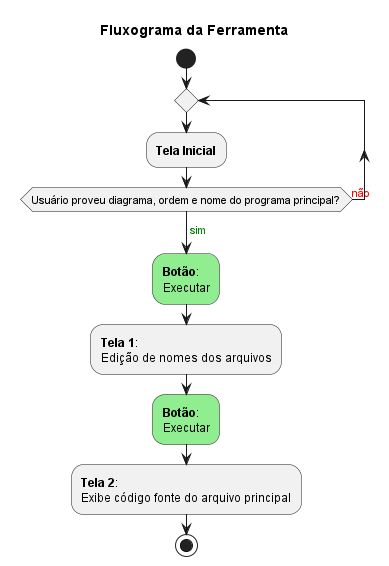 Fluxograma da Ferramenta
Tela Inicial
Usuário proveu diagrama, ordem e nome do programa principal?
não
sim
Botão:
Executar
Tela 1:
Edição de nomes dos arquivos
Botão:
Executar
Tela 2:
Exibe código fonte do arquivo principal